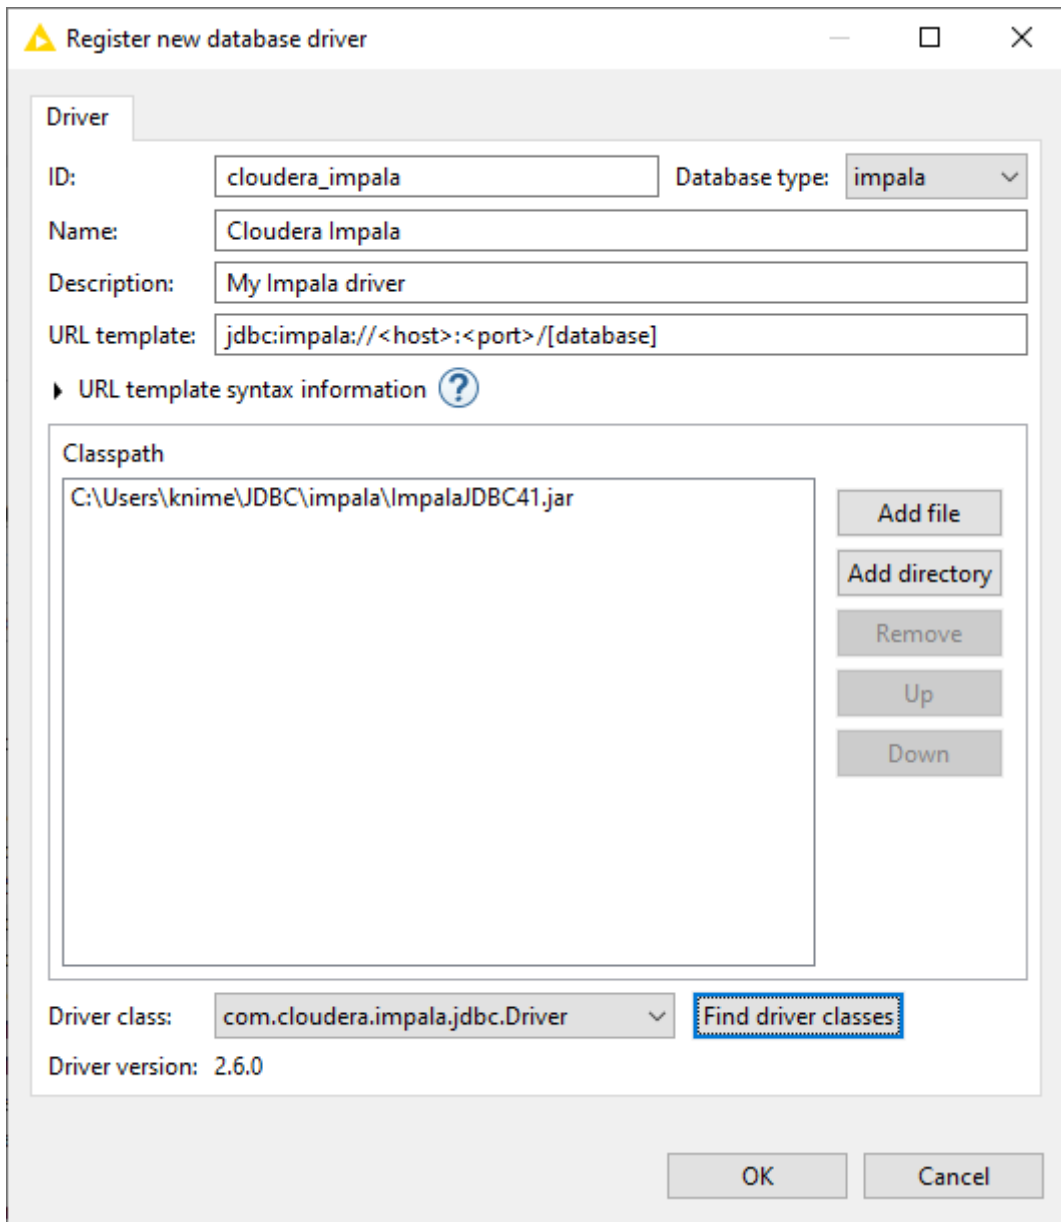 Register new database driver
Driver
ID: cloudera_impala Database type: impala
Name: Cloudera Impala
Description: My Impala driver
URL template: jdbc:impala://<host>:<port>/[database]
URL template syntax information ?
Classpath
C:\Users\knime\JDBC\impala\ImpalaJDBC41.jar
Add file
Add directory
Remove
Up
Down
Driver class: com.cloudera.impala.jdbc.Driver Find driver classes
Driver version: 2.6.0
OK Cancel